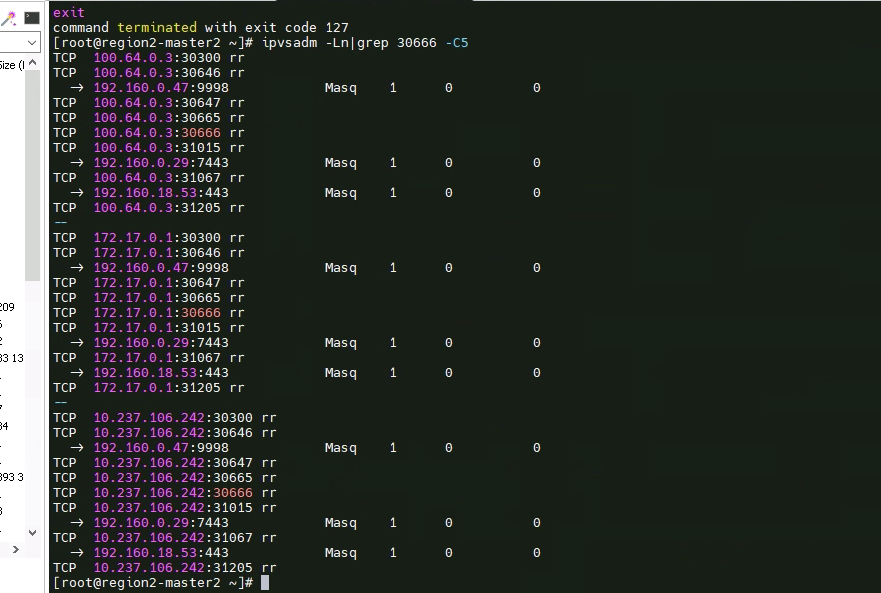 exit
command terminated with exit code 127
Size (I
[root@region2-master2 ~]# ipvsadm -Ln|grep 30666 -C5
TCP  100.64.0.3:30300 rr
TCP  100.64.0.3:30646 rr
  -> 192.160.0.47:9998            Masq    1      0          0
TCP  100.64.0.3:30647 rr
TCP  100.64.0.3:30665 rr
TCP  100.64.0.3:30666 rr
TCP  100.64.0.3:31015 rr
  -> 192.160.0.29:7443            Masq    1      0          0
TCP  100.64.0.3:31067 rr
  -> 192.160.18.53:443            Masq    1      0          0
TCP  100.64.0.3:31205 rr
--
TCP  172.17.0.1:30300 rr
TCP  172.17.0.1:30646 rr
  -> 192.160.0.47:9998            Masq    1      0          0
TCP  172.17.0.1:30647 rr
TCP  172.17.0.1:30665 rr
TCP  172.17.0.1:30666 rr
TCP  172.17.0.1:31015 rr
  -> 192.160.0.29:7443            Masq    1      0          0
TCP  172.17.0.1:31067 rr
  -> 192.160.18.53:443            Masq    1      0          0
TCP  172.17.0.1:31205 rr
--
TCP  10.237.106.242:30300 rr
TCP  10.237.106.242:30646 rr
  -> 192.160.0.47:9998            Masq    1      0          0
TCP  10.237.106.242:30647 rr
TCP  10.237.106.242:30665 rr
TCP  10.237.106.242:30666 rr
TCP  10.237.106.242:31015 rr
  -> 192.160.0.29:7443            Masq    1      0          0
TCP  10.237.106.242:31067 rr
  -> 192.160.18.53:443            Masq    1      0          0
TCP  10.237.106.242:31205 rr
[root@region2-master2 ~]#